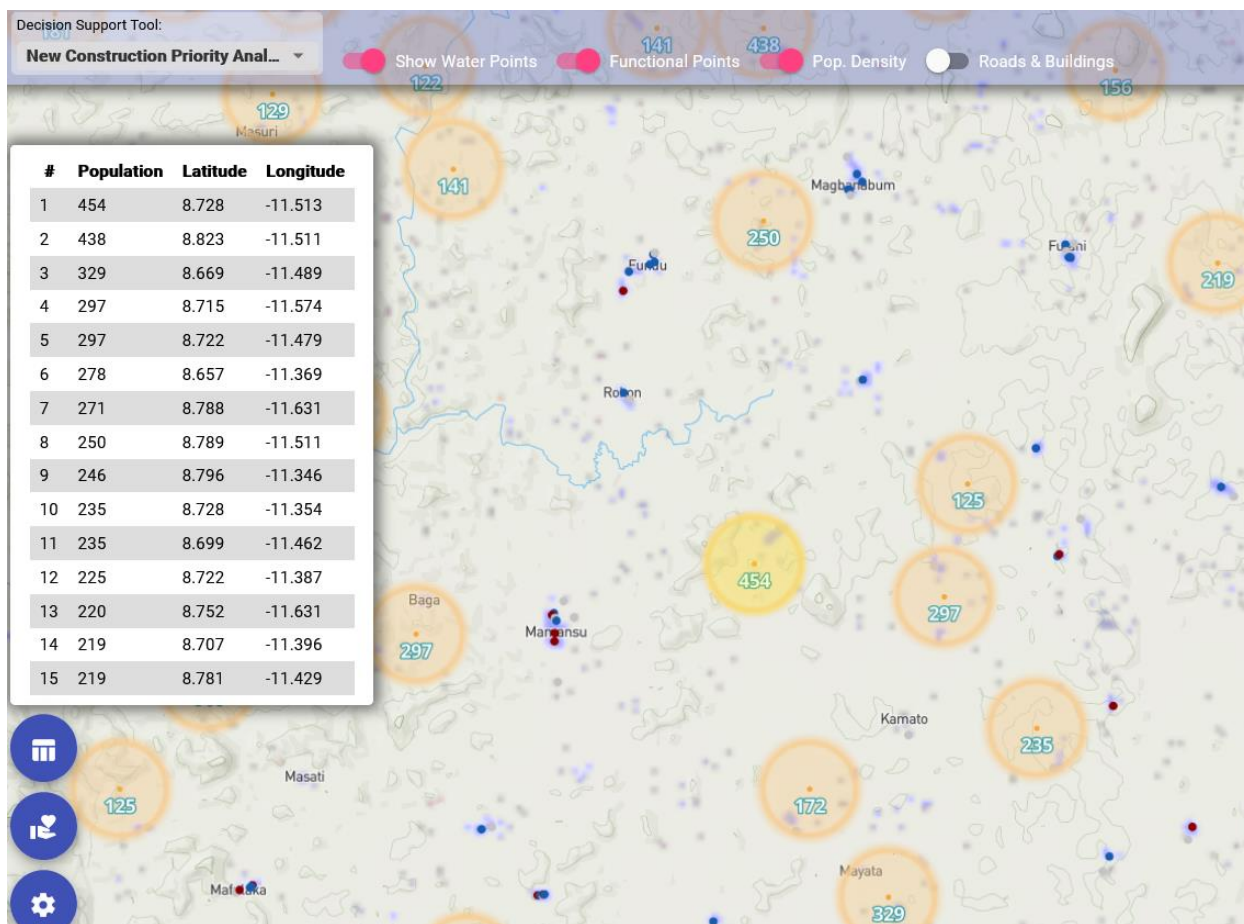 Decision Support Tool:
New Construction Priority Anal...
Show Water Points
Functional Points
Pop. Density
Roads & Buildings
141
438
122
156
129
Masuri
# Population Latitude Longitude
1 454 8.728 -11.513
2 438 8.823 -11.511
3 329 8.669 -11.489
4 297 8.715 -11.574
5 297 8.722 -11.479
6 278 8.657 -11.369
7 271 8.788 -11.631
8 250 8.789 -11.511
9 246 8.796 -11.346
10 235 8.728 -11.354
11 235 8.699 -11.462
12 225 8.722 -11.387
13 220 8.752 -11.631
14 219 8.707 -11.396
15 219 8.781 -11.429
141
Magbanabum
250
219
125
454
Baga
297
297
Kamato
235
Masati
125
172
Mayata
329